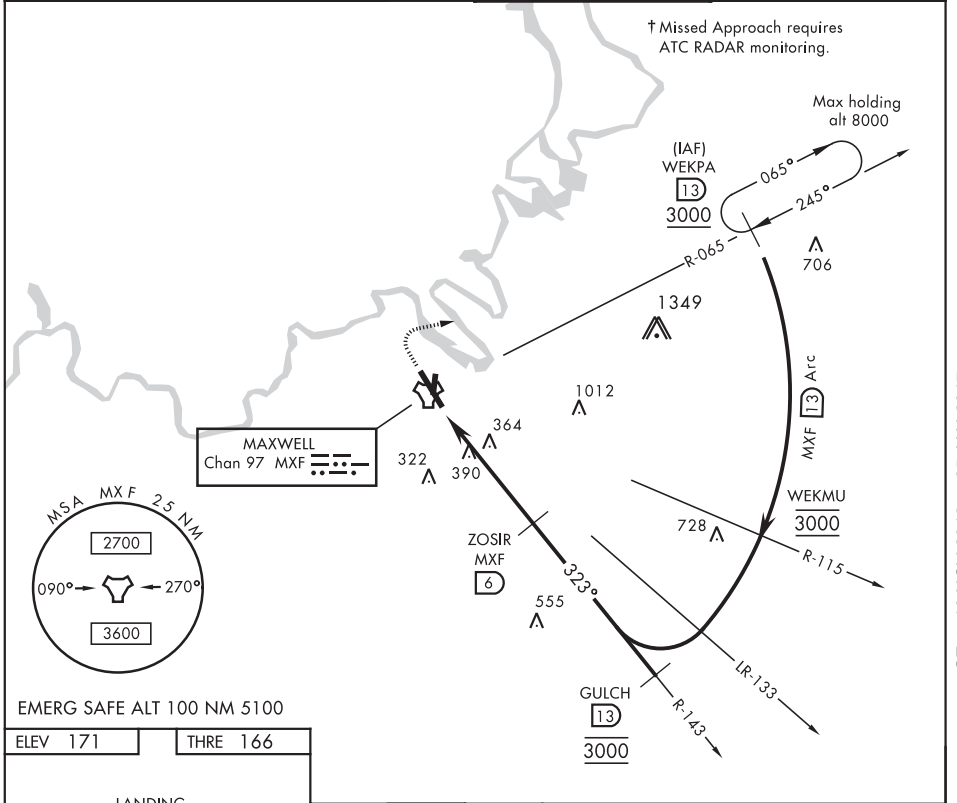 † Missed Approach requires
ATC RADAR monitoring.
Max holding
alt 8000
(IAF)
WEKPA
13
3000
065°
245°
R-065
706
1349
1012
MXF 13 Arc
364
390
322
MAXWELL
Chan 97 MXF
WEKMU
3000
728
R-115
ZOSIR
MXF
6
323°
555
LR-133
GULCH
13
3000
R-143
MSA MXF 25 NM
2700
090°
270°
3600
EMERG SAFE ALT 100 NM 5100
ELEV 171
THRE 166
LANDING